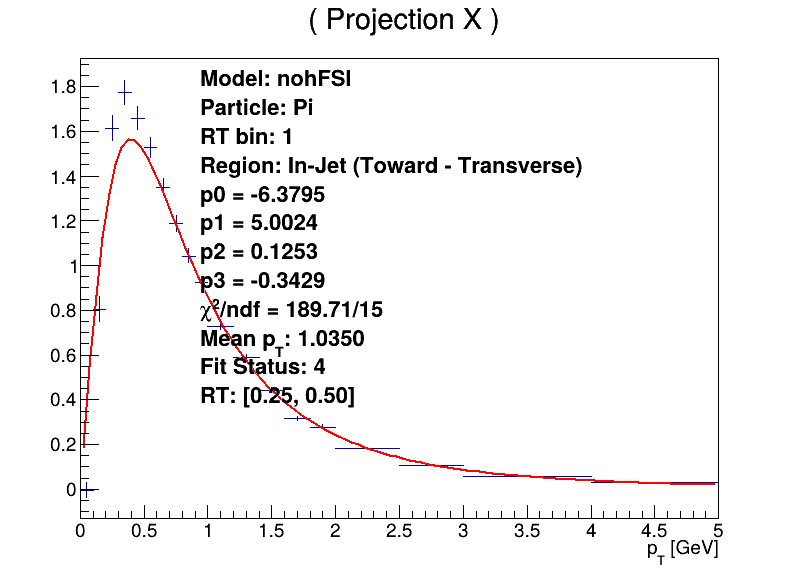 ( Projection X )
Model: nohFSI
Particle: Pi
RT bin: 1
Region: In-Jet (Toward - Transverse)
p0 = -6.3795
p1 = 5.0024
p2 = 0.1253
p3 = -0.3429
χ²/ndf = 189.71/15
Mean p_T: 1.0350
Fit Status: 4
RT: [0.25, 0.50]
1.8
1.6
1.4
1.2
1
0.8
0.6
0.4
0.2
0
0 0.5 1 1.5 2 2.5 3 3.5 4 4.5 5
p_T [GeV]